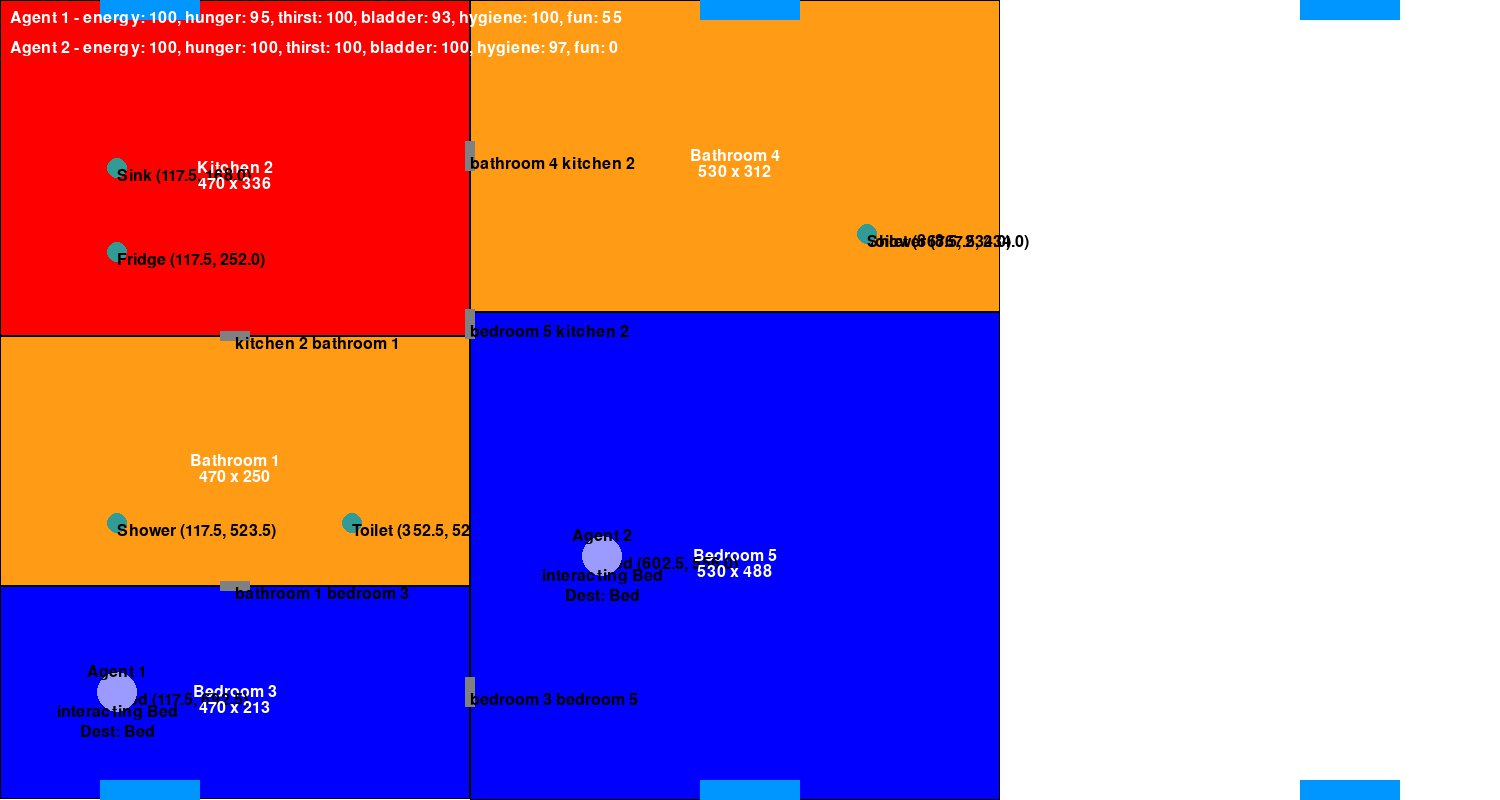 Agent 1 - energy: 100, hunger: 95, thirst: 100, bladder: 93, hygiene: 100, fun: 55
Agent 2 - energy: 100, hunger: 100, thirst: 100, bladder: 100, hygiene: 97, fun: 0
Bathroom 4
530 x 312
bathroom 4 kitchen 2
Kitchen 2
470 x 336
Sink (117.5, 168.0)
Fridge (117.5, 252.0)
bedroom 5 kitchen 2
kitchen 2 bathroom 1
Bathroom 1
470 x 250
Shower (117.5, 523.5)
Toilet (352.5, 52
Agent 2
Bedroom 5
530 x 488
interacting Bed
Dest: Bed
bathroom 1 bedroom 3
Agent 1
Bedroom 3
470 x 213
interacting Bed
Dest: Bed
bedroom 3 bedroom 5